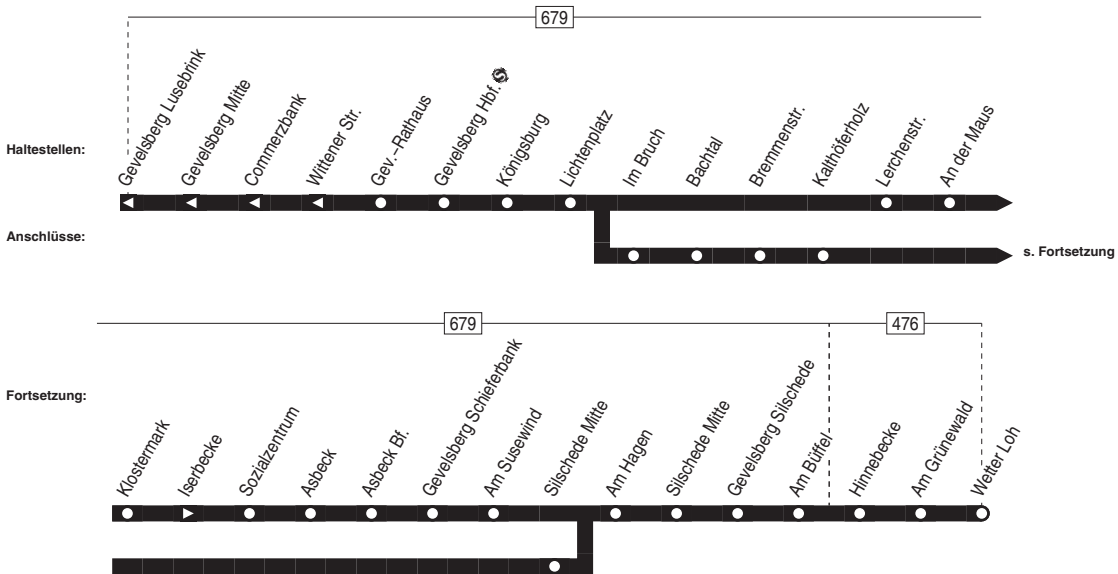 679
Haltestellen:
Gevelsberg Lusebrink
Gevelsberg Mitte
Commerzbank
Wittener Str.
Gev.-Rathaus
Gevelsberg Hbf. S
Königsburg
Lichtenplatz
Im Bruch
Bachtal
Bremmenstr.
Kalthöferholz
Lerchenstr.
An der Maus
Anschlüsse:
s. Fortsetzung
679
476
Fortsetzung:
Klostermark
Iserbecke
Sozialzentrum
Asbeck
Asbeck Bf.
Gevelsberg Schieferbank
Am Susewind
Silschede Mitte
Am Hagen
Silschede Mitte
Gevelsberg Silschede
Am Büffel
Hinnebecke
Am Grünewald
Wetter Loh